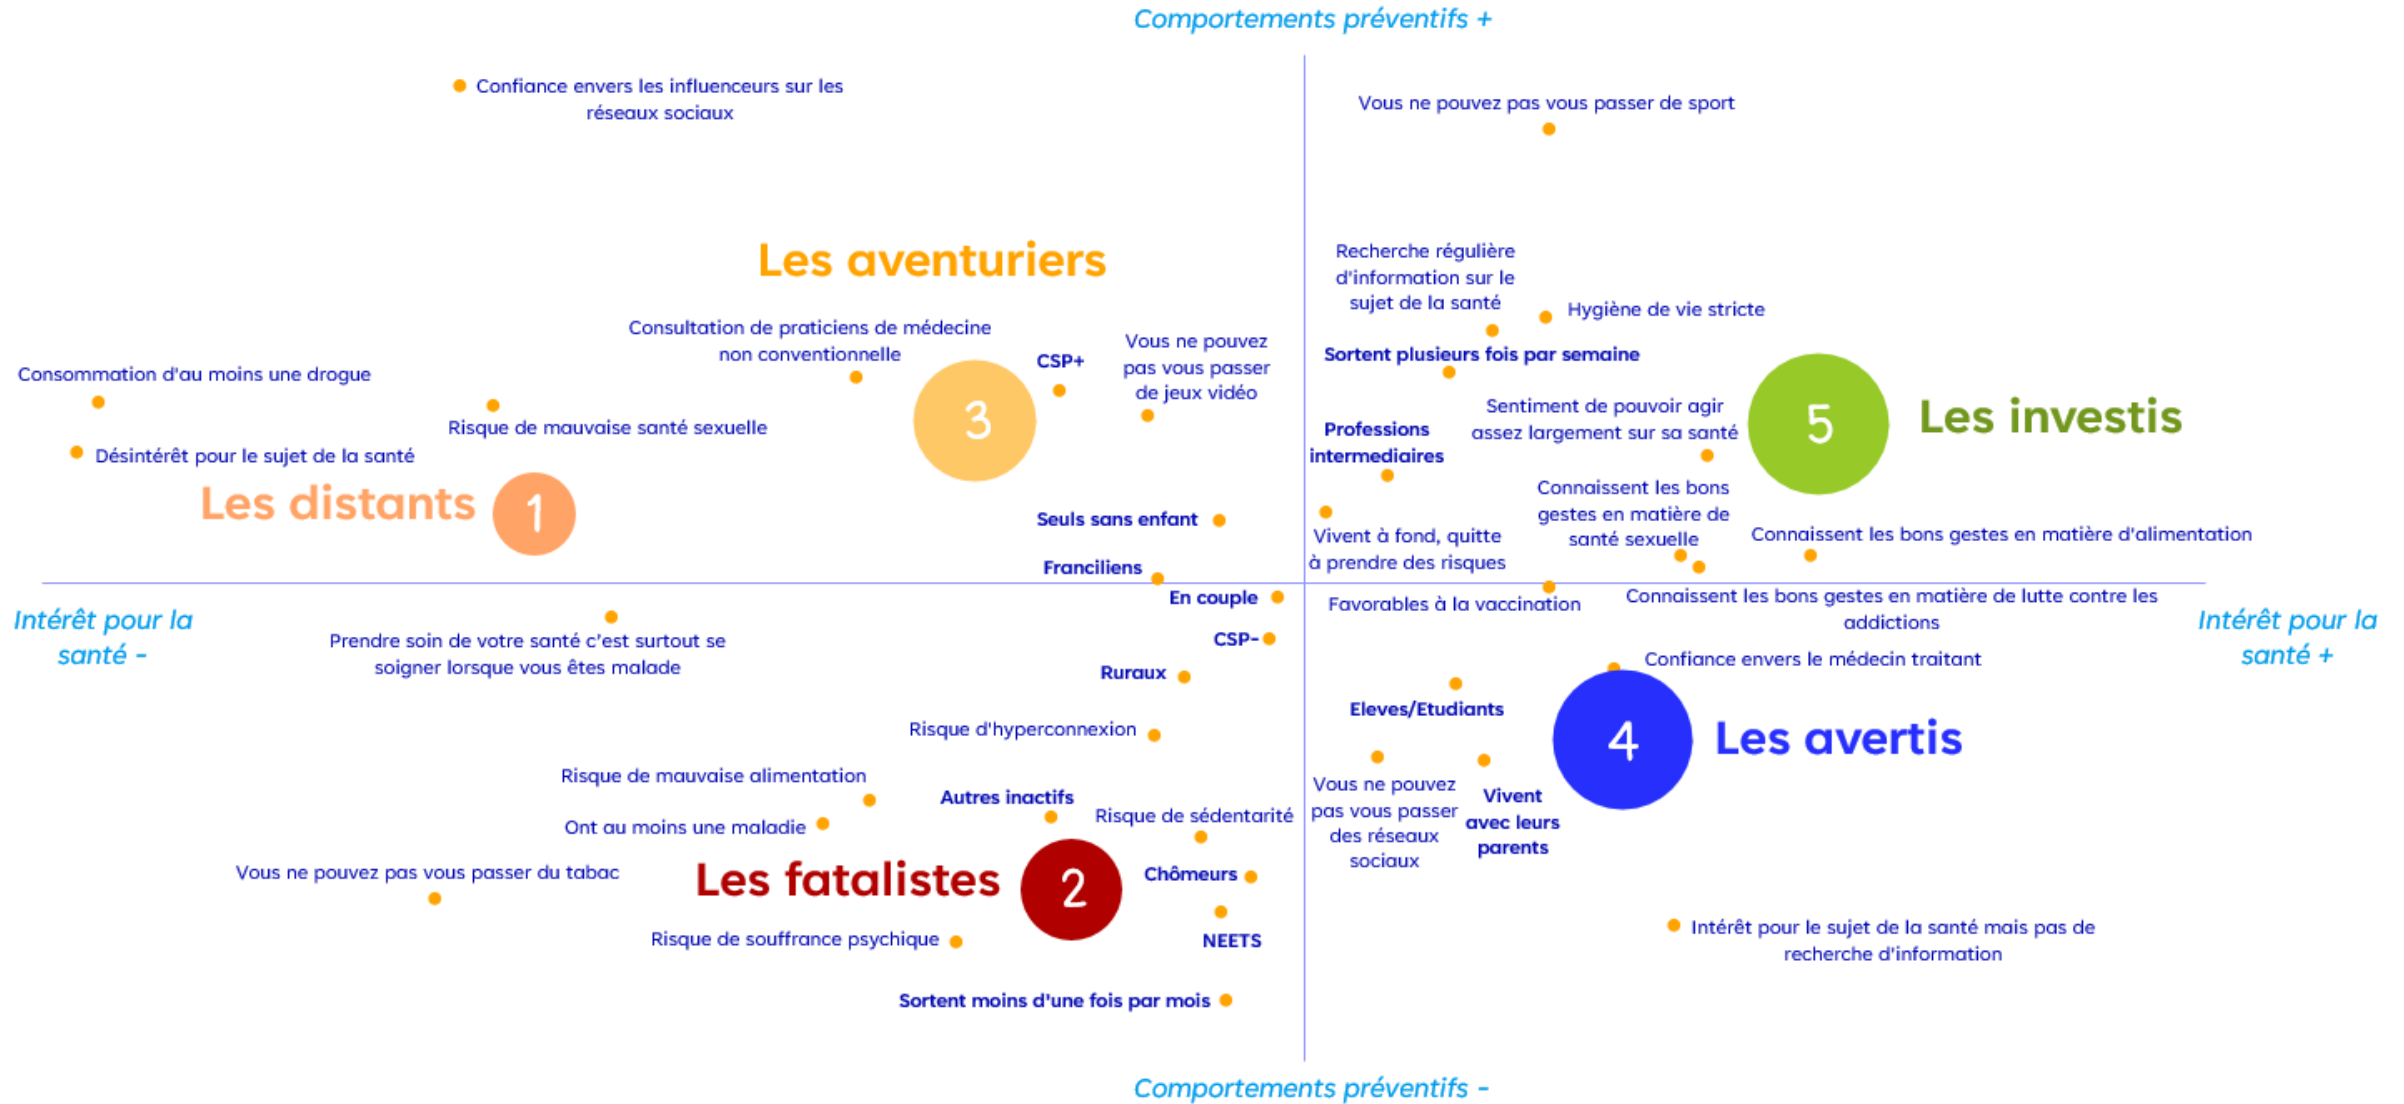 Comportements préventifs +
Confiance envers les influenceurs sur les
réseaux sociaux
Vous ne pouvez pas vous passer de sport
Les aventuriers
Recherche régulière
d'information sur le
sujet de la santé
Hygiène de vie stricte
Consultation de praticiens de médecine
non conventionnelle
CSP+
Vous ne pouvez
pas vous passer
de jeux vidéo
Sortent plusieurs fois par semaine
Consommation d'au moins une drogue
3
Risque de mauvaise santé sexuelle
Désintérêt pour le sujet de la santé
Les distants
1
Professions
intermediaires
Sentiment de pouvoir agir
assez largement sur sa santé
5
Les investis
Connaissent les bons
gestes en matière de
santé sexuelle
Seuls sans enfant
Vivent à fond, quitte
à prendre des risques
Connaissent les bons gestes en matière d'alimentation
Franciliens
En couple
Favorables à la vaccination
Connaissent les bons gestes en matière de lutte contre les
addictions
Intérêt pour la
santé -
Intérêt pour la
santé +
Prendre soin de votre santé c'est surtout se
soigner lorsque vous êtes malade
CSP-
Ruraux
Confiance envers le médecin traitant
Eleves/Etudiants
4
Les avertis
Risque d'hyperconnexion
Risque de mauvaise alimentation
Autres inactifs
Ont au moins une maladie
Risque de sédentarité
Vous ne pouvez
pas vous passer
des réseaux
sociaux
Vivent
avec leurs
parents
Vous ne pouvez pas vous passer du tabac
Les fatalistes
2
Chômeurs
Risque de souffrance psychique
NEETS
Intérêt pour le sujet de la santé mais pas de
recherche d'information
Sortent moins d'une fois par mois
Comportements préventifs -